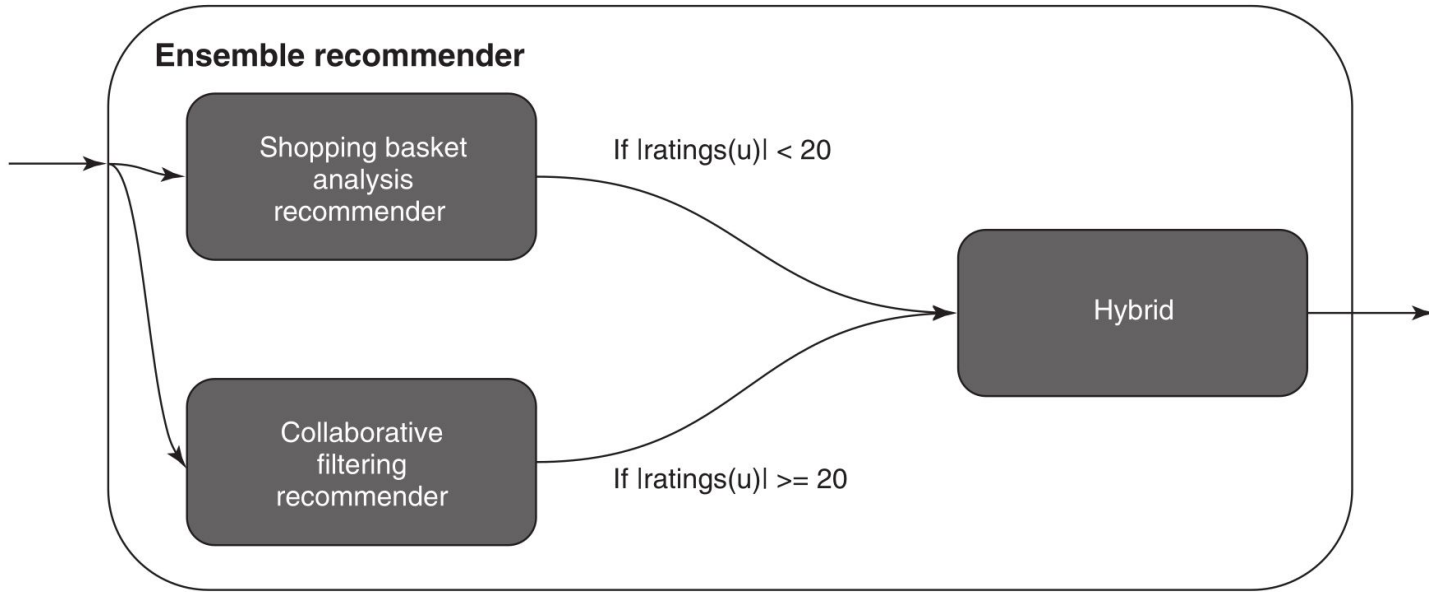 Ensemble recommender
Shopping basket
analysis
recommender
If |ratings(u)| < 20
Hybrid
Collaborative
filtering
recommender
If |ratings(u)| >= 20